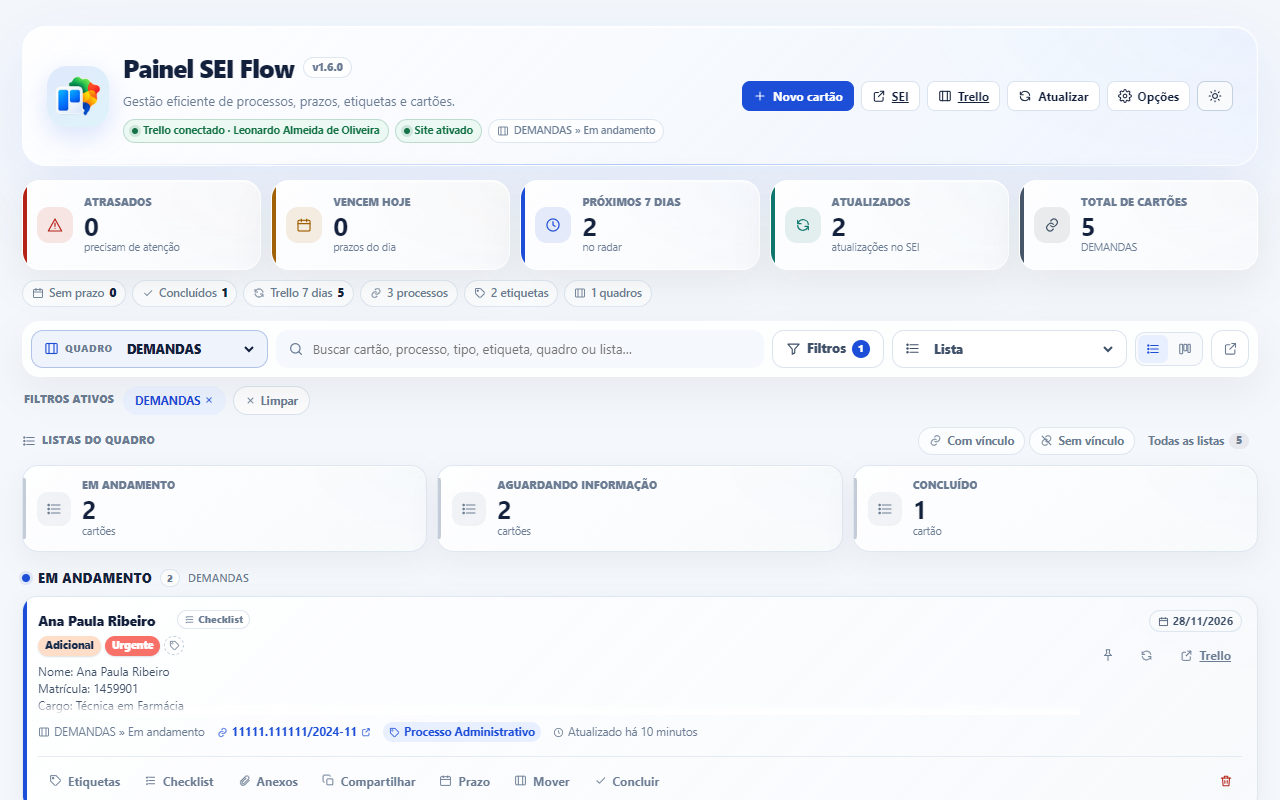 Painel SEI Flow v1.6.0
Gestão eficiente de processos, prazos, etiquetas e cartões.
Trello conectado · Leonardo Almeida de Oliveira Site ativado DEMANDAS » Em andamento
Novo cartão SEI Trello Atualizar Opções
ATRASADOS
0
precisam de atenção
VENCEM HOJE
0
prazos do dia
PRÓXIMOS 7 DIAS
2
no radar
ATUALIZADOS
2
atualizações no SEI
TOTAL DE CARTÕES
5
DEMANDAS
Sem prazo 0 Concluídos 1 Trello 7 dias 5 3 processos 2 etiquetas 1 quadros
QUADRO DEMANDAS Buscar cartão, processo, tipo, etiqueta, quadro ou lista... Filtros 1 Lista
FILTROS ATIVOS DEMANDAS × × Limpar
LISTAS DO QUADRO Com vínculo Sem vínculo Todas as listas 5
EM ANDAMENTO
2
cartões
AGUARDANDO INFORMAÇÃO
2
cartões
CONCLUÍDO
1
cartão
EM ANDAMENTO 2 DEMANDAS
Ana Paula Ribeiro Checklist 28/11/2026
Adicional Urgente
Trello
Nome: Ana Paula Ribeiro
Matrícula: 1459901
Cargo: Técnica em Farmácia
DEMANDAS » Em andamento 11111.111111/2024-11 Processo Administrativo Atualizado há 10 minutos
Etiquetas Checklist Anexos Compartilhar Prazo Mover Concluir